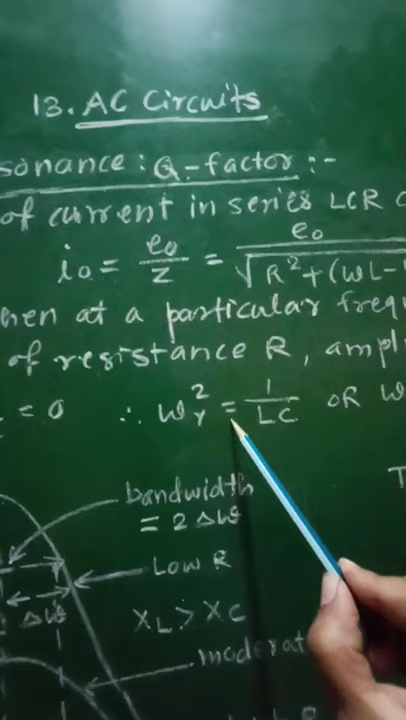 13. AC Circuits
sonance: Q-factor :-
of current in series LCR
i₀ = e₀/Z = e₀/√R²+(ωL-
hen at a particular freq
of resistance R, ampl
= 0 ∴ ωᵣ² = 1/LC OR ω
bandwidth
= 2Δω
Low R
Δω
X_L > X_C
moderat